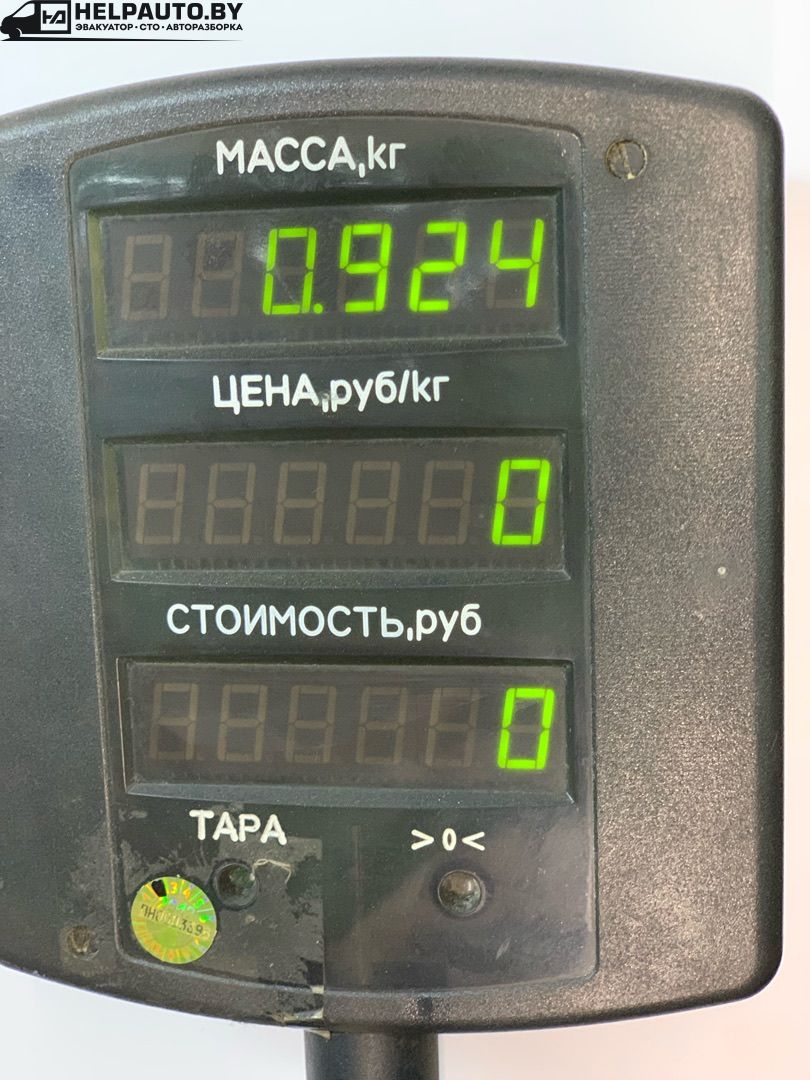 HELPAUTO.BY
ЭВАКУАТОР • СТО • АВТОРАЗБОРКА
МАССА,кг
0.924
ЦЕНА,руб/кг
0
СТОИМОСТЬ,руб
0
ТАРА
>0<